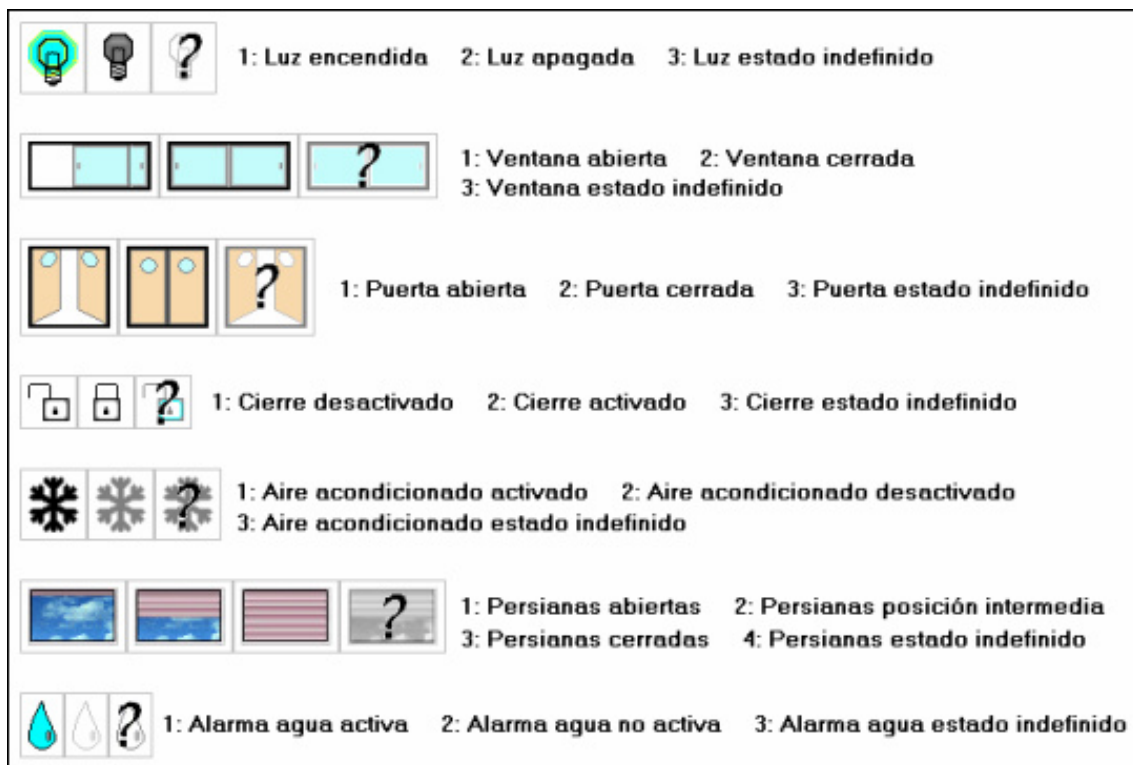 ? 1: Luz encendida 2: Luz apagada 3: Luz estado indefinido
? 1: Ventana abierta 2: Ventana cerrada
3: Ventana estado indefinido
? 1: Puerta abierta 2: Puerta cerrada 3: Puerta estado indefinido
? 1: Cierre desactivado 2: Cierre activado 3: Cierre estado indefinido
? 1: Aire acondicionado activado 2: Aire acondicionado desactivado
3: Aire acondicionado estado indefinido
? 1: Persianas abiertas 2: Persianas posición intermedia
3: Persianas cerradas 4: Persianas estado indefinido
? 1: Alarma agua activa 2: Alarma agua no activa 3: Alarma agua estado indefinido